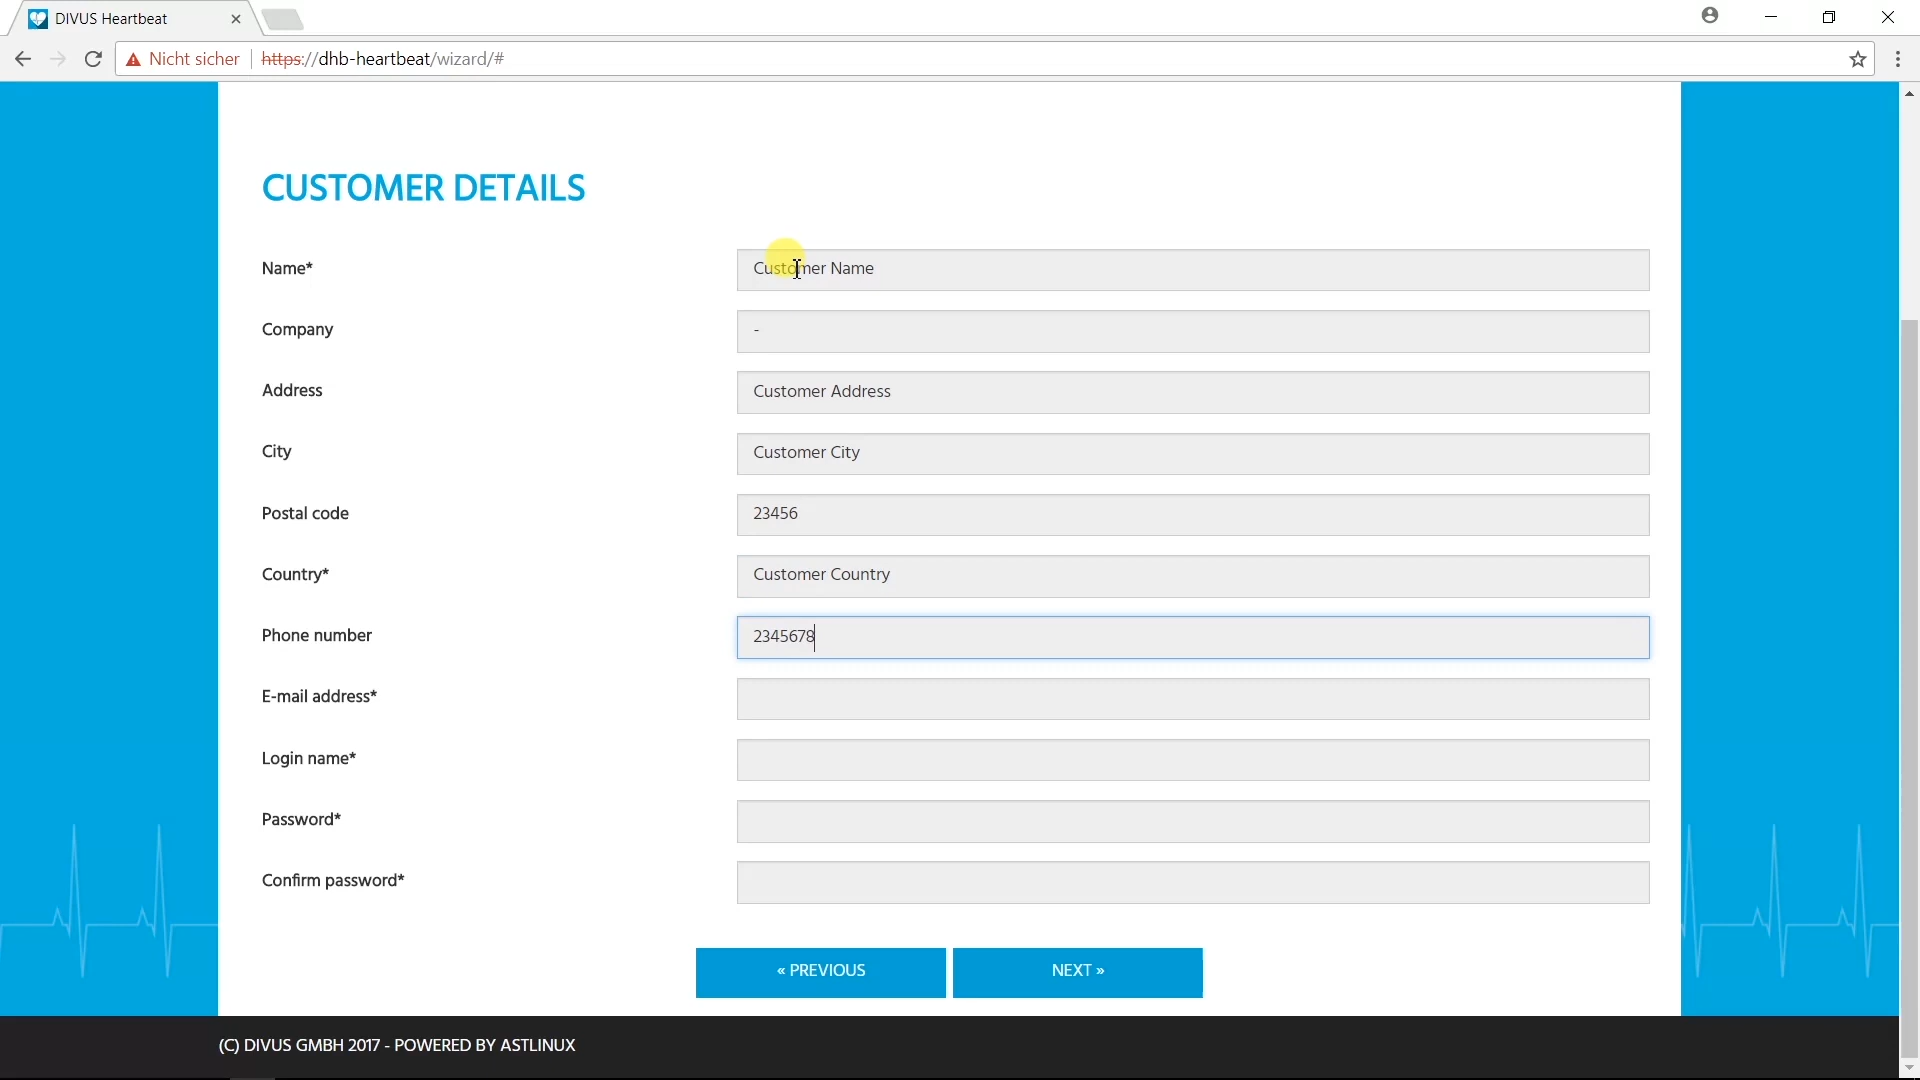 DIVUS Heartbeat
Nicht sicher https://dhb-heartbeat/wizard/#
CUSTOMER DETAILS
Name* Customer Name
Company -
Address Customer Address
City Customer City
Postal code 23456
Country* Customer Country
Phone number 2345678
E-mail address*
Login name*
Password*
Confirm password*
« PREVIOUS NEXT »
(C) DIVUS GMBH 2017 - POWERED BY ASTLINUX